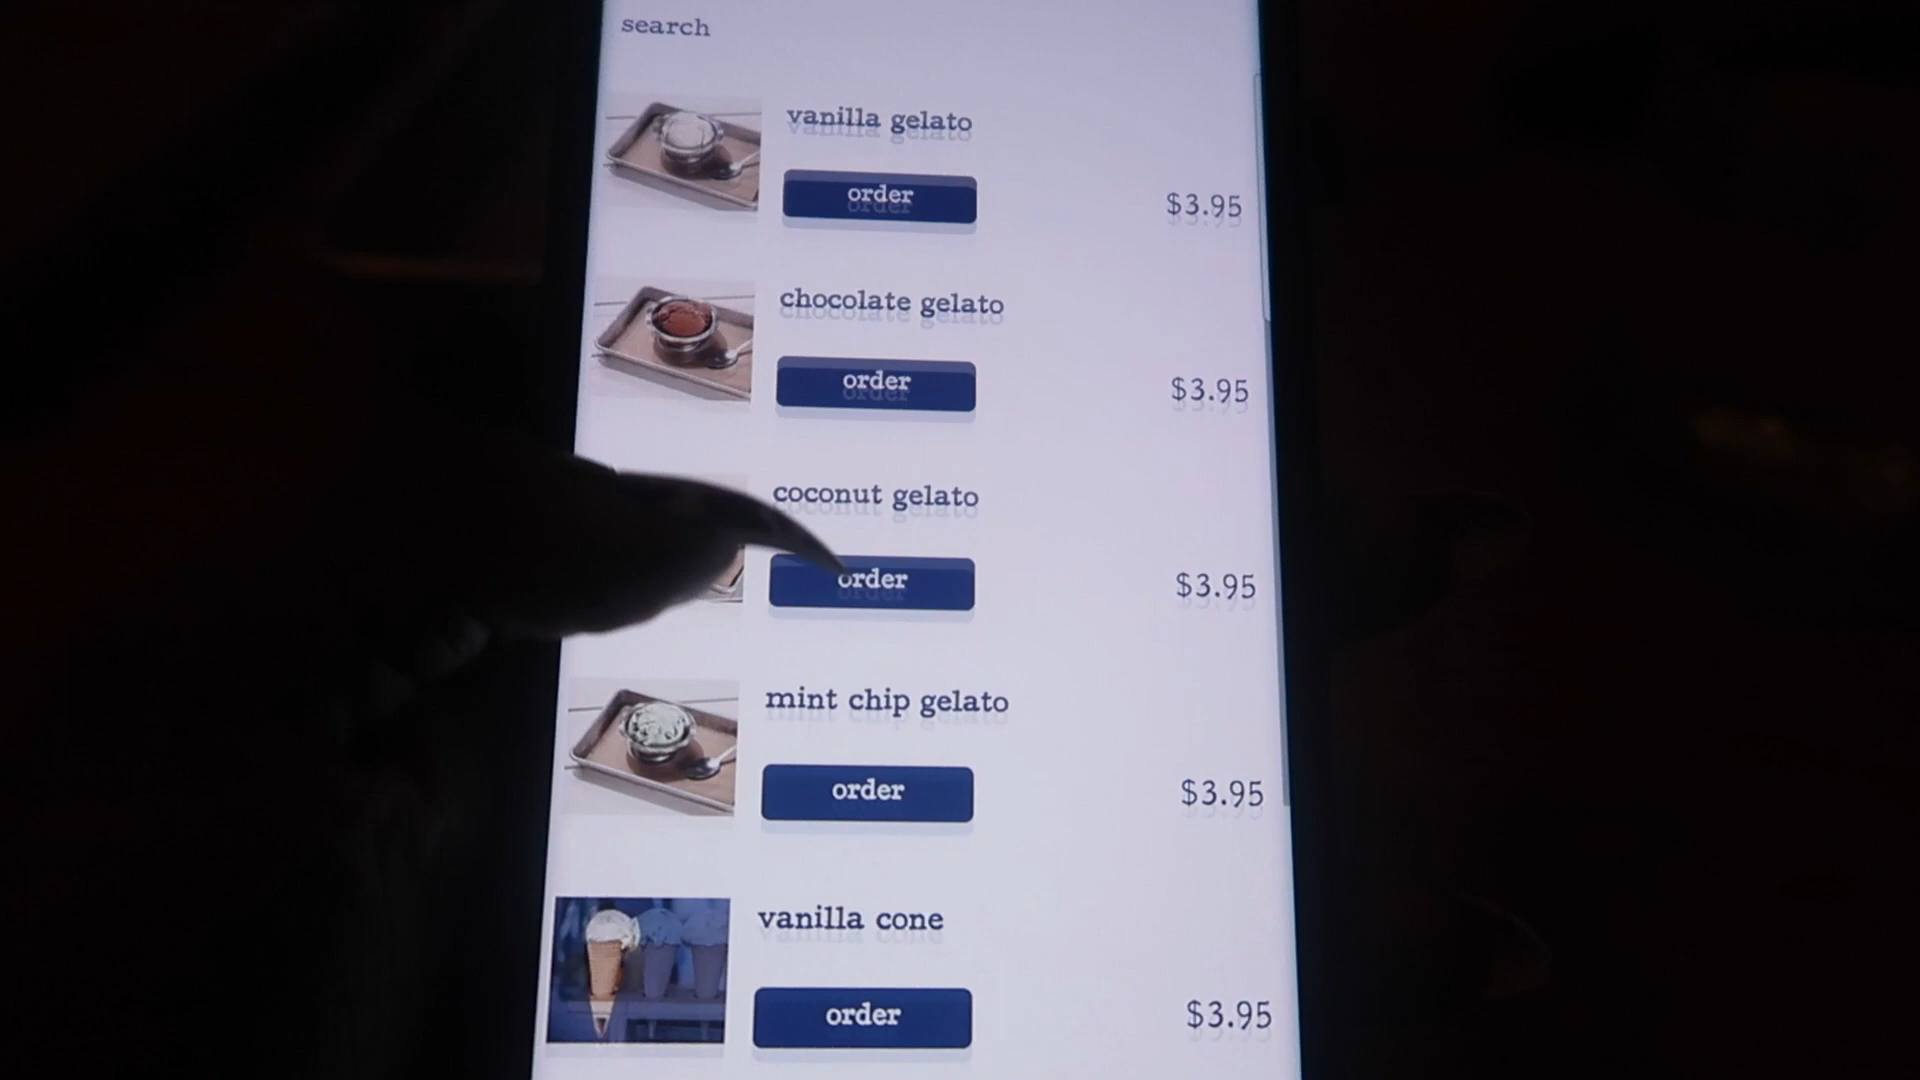 search
vanilla gelato
order
$3.95
chocolate gelato
order
$3.95
coconut gelato
order
$3.95
mint chip gelato
order
$3.95
vanilla cone
order
$3.95